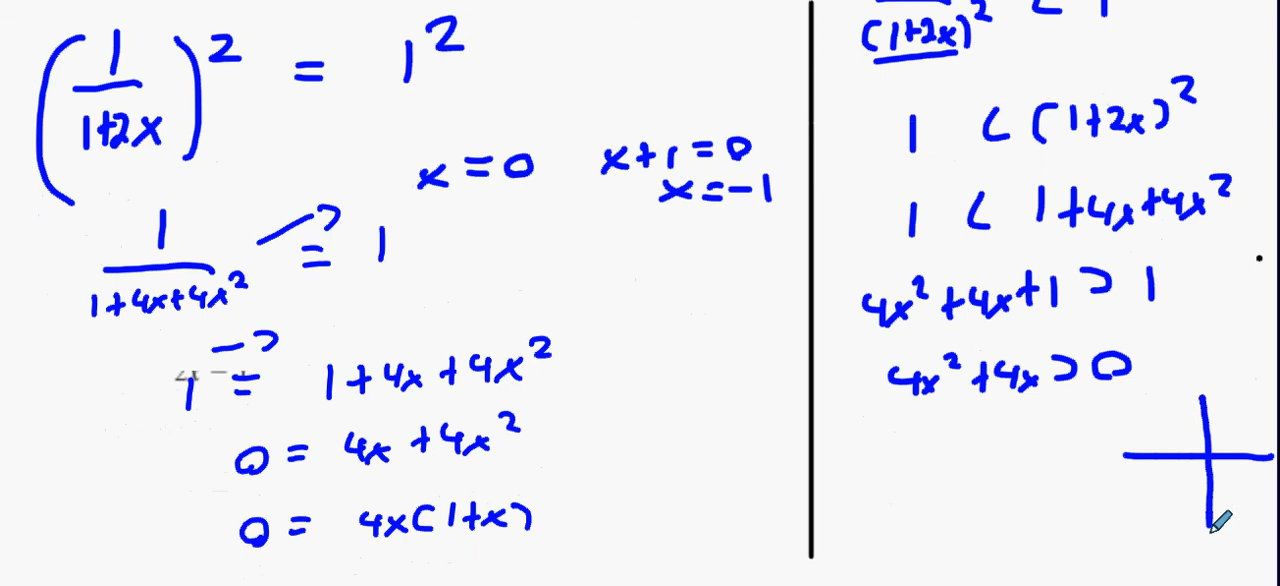 (1/(1+2x))² = 1²
x = 0
x+1 = 0
x = -1
1/(1+4x+4x²) = 1
1 = 1+4x+4x²
0 = 4x+4x²
0 = 4x(1+x)
(1+2x)² < 1
1 < (1+2x)²
1 < 1+4x+4x²
4x²+4x+1 > 1
4x²+4x > 0